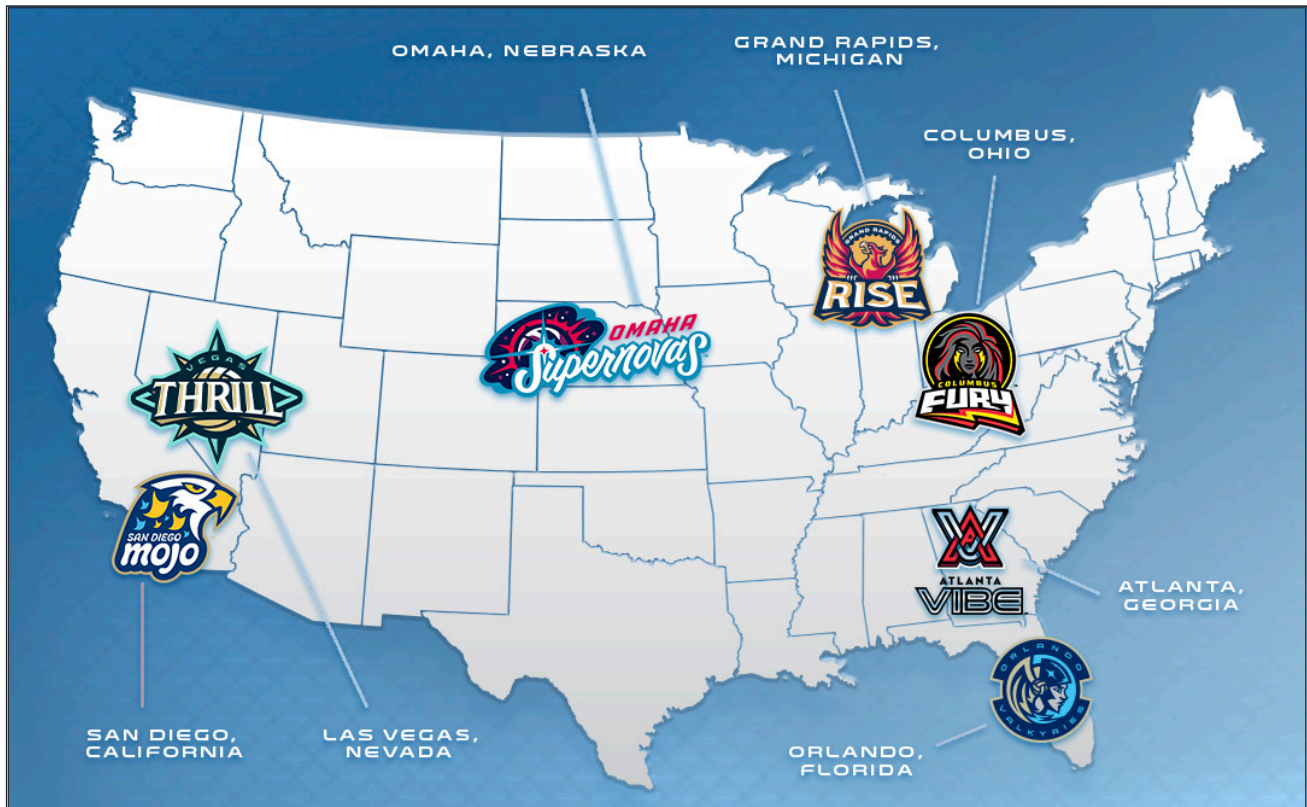 OMAHA, NEBRASKA
GRAND RAPIDS,
MICHIGAN
COLUMBUS,
OHIO
GRAND RAPIDS
RISE
OMAHA
Supernovas
VEGAS
THRILL
COLUMBUS
FURY
SAN DIEGO
mojo
ATLANTA
VIBE
ATLANTA,
GEORGIA
ORLANDO
VALKYRIES
SAN DIEGO,
CALIFORNIA
LAS VEGAS,
NEVADA
ORLANDO,
FLORIDA